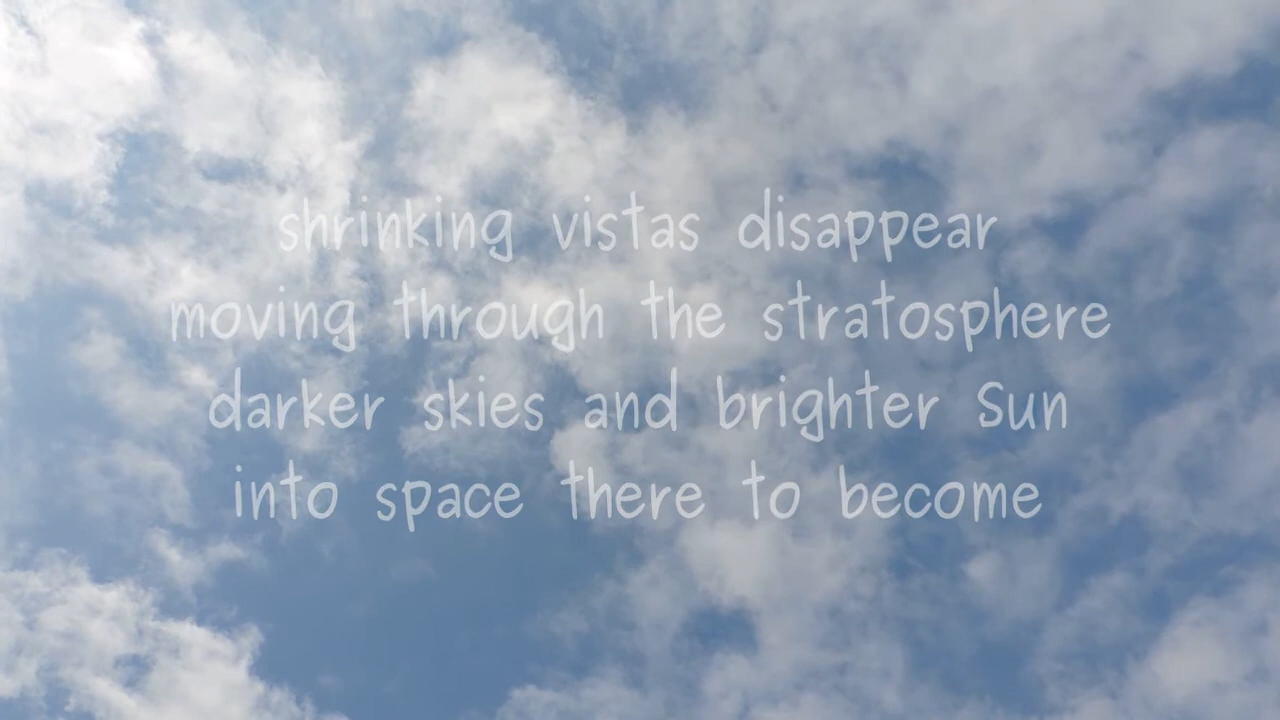 shrinking vistas disappear
moving through the stratosphere
darker skies and brighter Sun
into space there to become